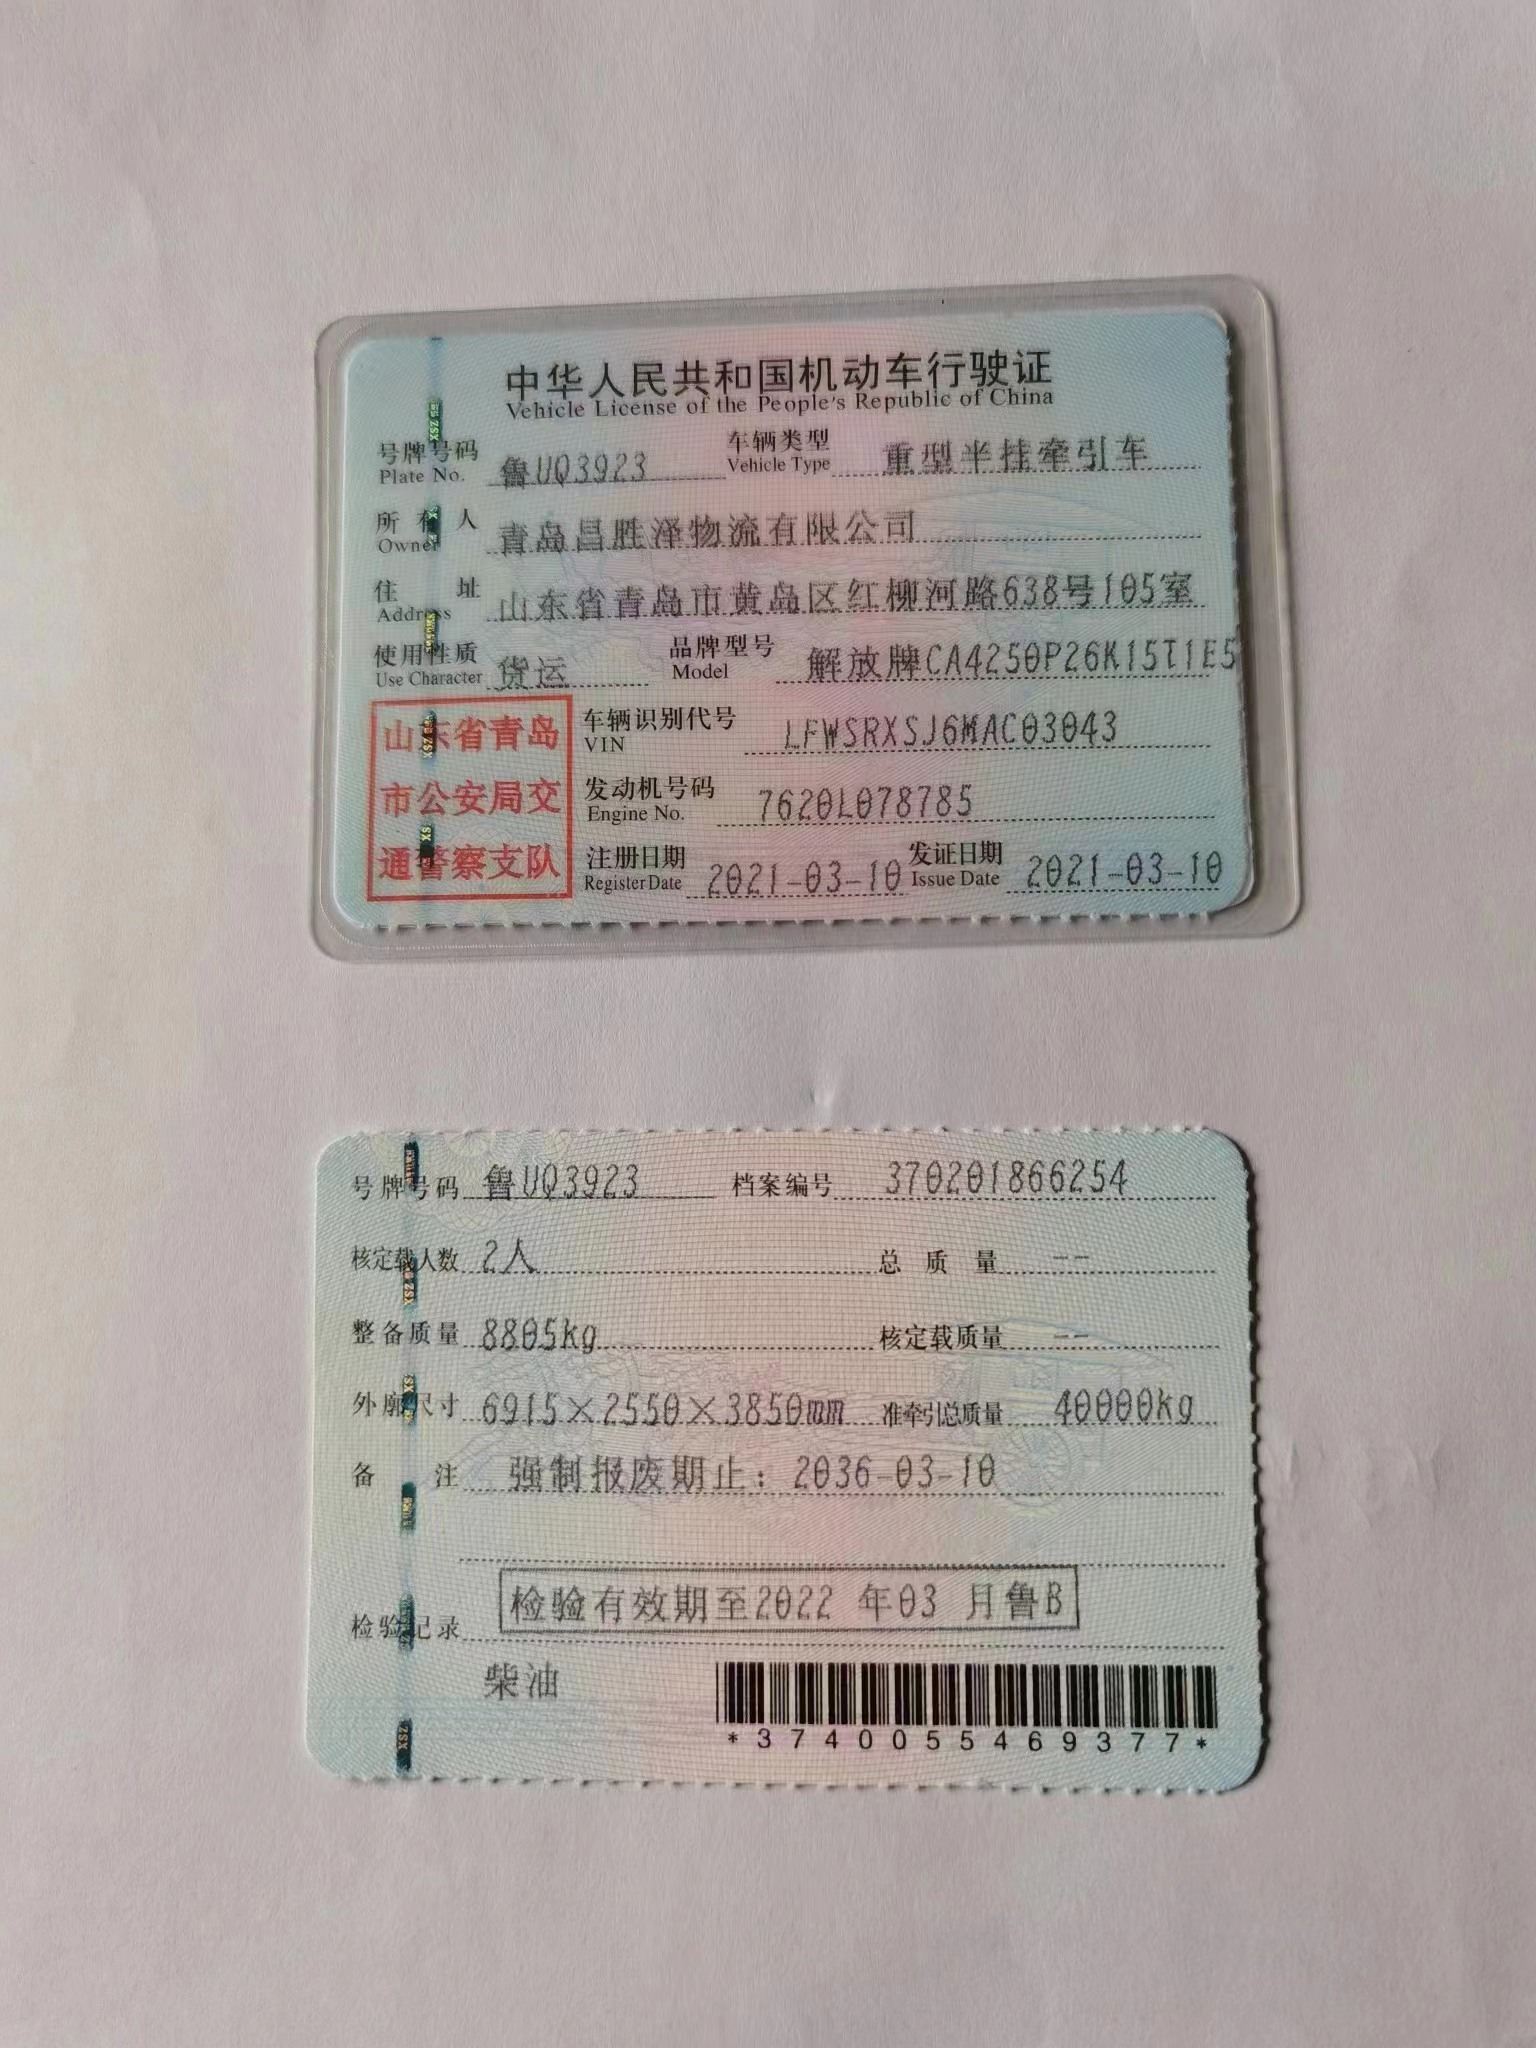 中华人民共和国机动车行驶证
Vehicle License of the People's Republic of China
号牌号码 鲁UQ3923 车辆类型 重型半挂牵引车
Plate No. Vehicle Type
所有人 青岛昌胜泽物流有限公司
Owner
住址 山东省青岛市黄岛区红柳河路638号105室
Address
使用性质 货运 品牌型号 解放牌CA4250P26K15T1E5
Use Character Model
山东省青岛
市公安局交
通警察支队
车辆识别代号 LFWSRXSJ6MAC03043
VIN
发动机号码 76201078785
Engine No.
注册日期 2021-03-10 发证日期 2021-03-10
Register Date Issue Date
号牌号码 鲁UQ3923 档案编号 370201866254
核定载人数 2人 总质量 --
整备质量 8805kg 核定载质量 --
外廓尺寸 6915×2550×3850mm 准牵引总质量 40000kg
备注 强制报废期止：2036-03-10
检验记录 检验有效期至2022 年03 月鲁B
柴油
*3740055469377*